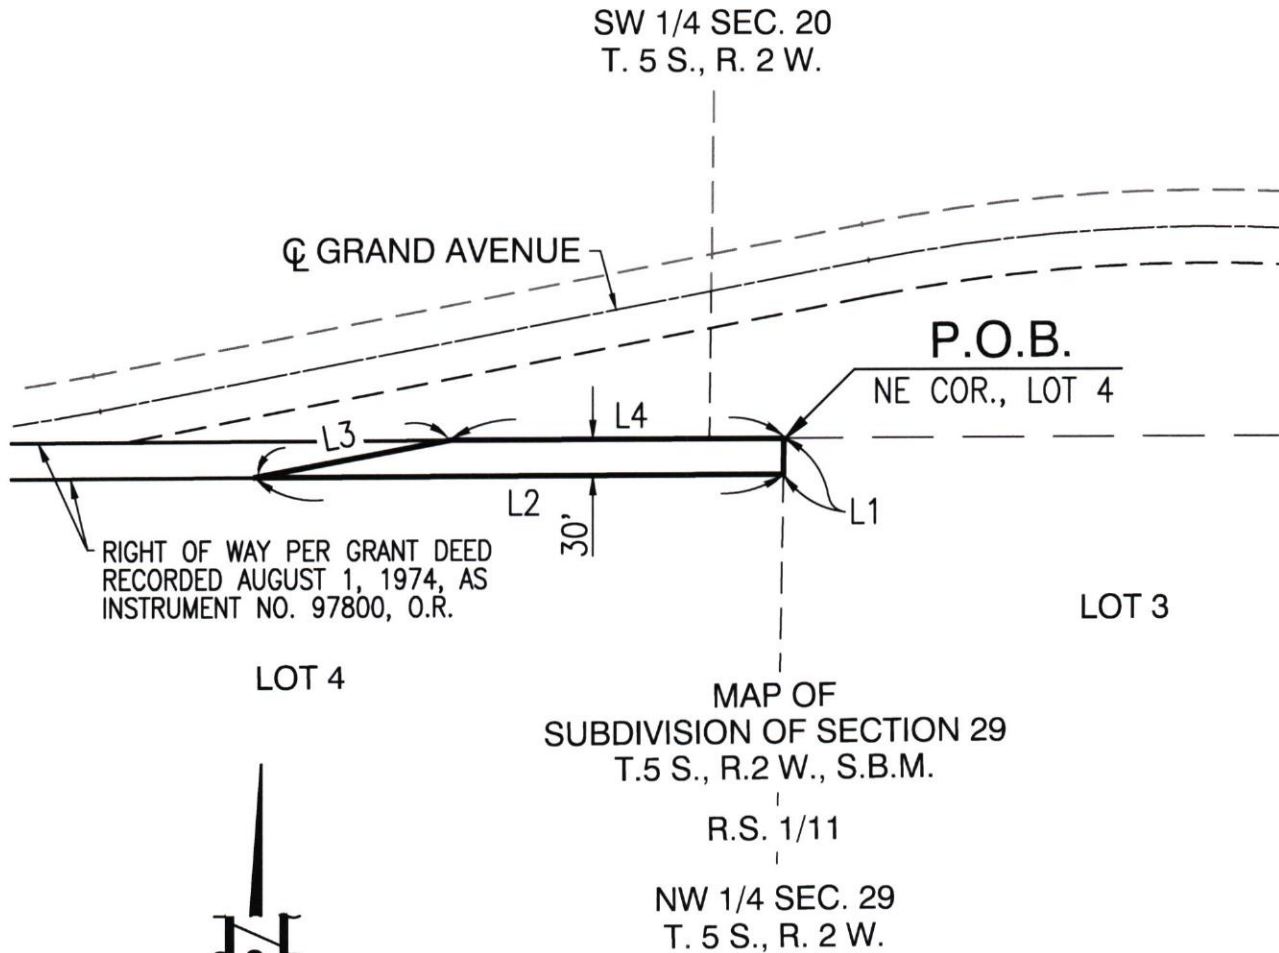 SW 1/4 SEC. 20
T. 5 S., R. 2 W.
℄ GRAND AVENUE
P.O.B.
NE COR., LOT 4
L4
L3
L2
L1
30'
RIGHT OF WAY PER GRANT DEED
RECORDED AUGUST 1, 1974, AS
INSTRUMENT NO. 97800, O.R.
LOT 3
LOT 4
MAP OF
SUBDIVISION OF SECTION 29
T.5 S., R.2 W., S.B.M.
R.S. 1/11
NW 1/4 SEC. 29
T. 5 S., R. 2 W.